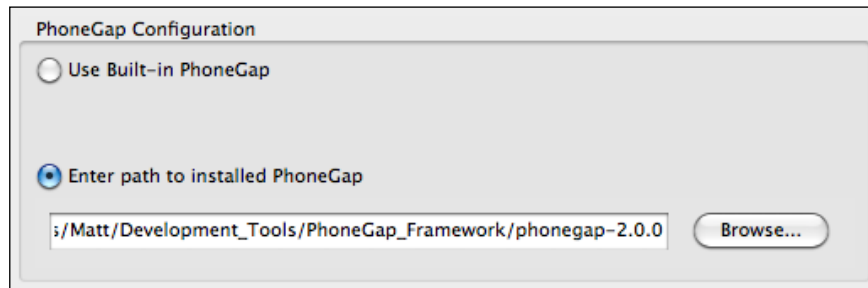 PhoneGap Configuration
Use Built-in PhoneGap
Enter path to installed PhoneGap
s/Matt/Development_Tools/PhoneGap_Framework/phonegap-2.0.0
Browse...